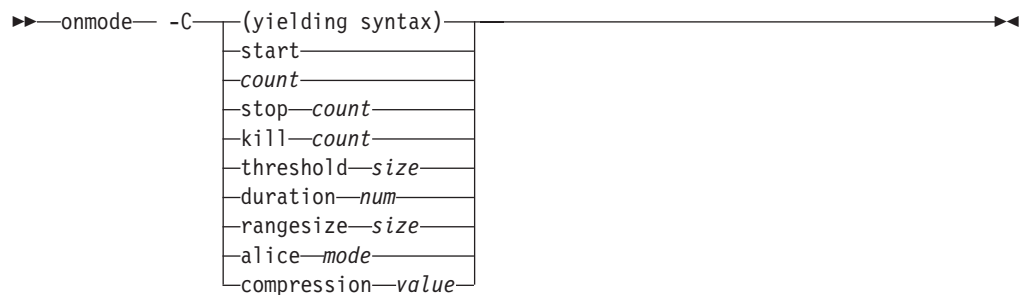 onmode -C (yielding syntax)
start
count
stop count
kill count
threshold size
duration num
rangesize size
alice mode
compression value